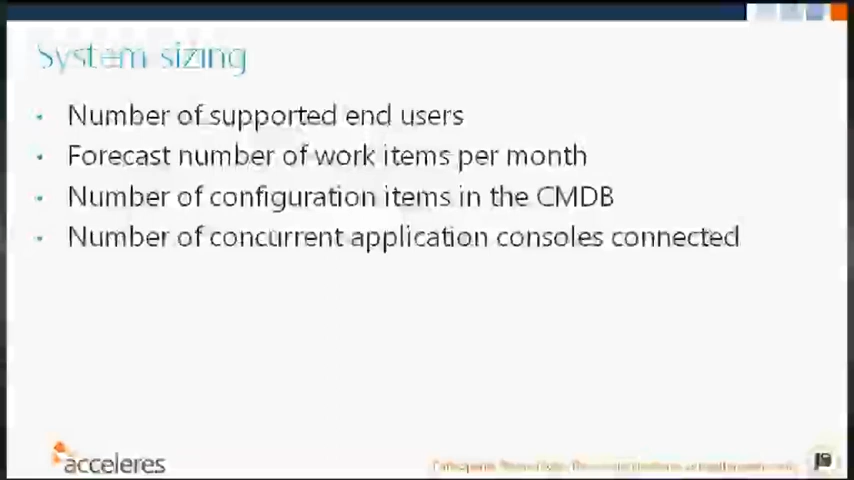 System sizing
• Number of supported end users
• Forecast number of work items per month
• Number of configuration items in the CMDB
• Number of concurrent application consoles connected
acceleres